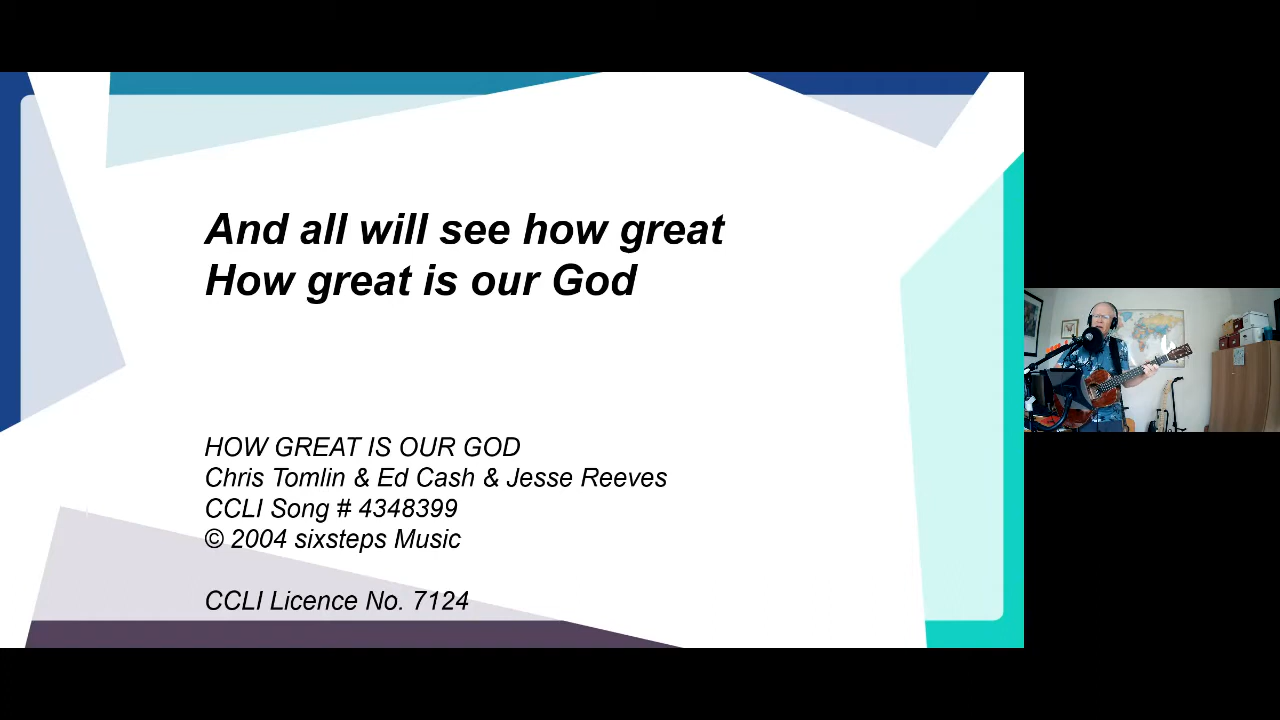 And all will see how great
How great is our God
HOW GREAT IS OUR GOD
Chris Tomlin & Ed Cash & Jesse Reeves
CCLI Song # 4348399
© 2004 sixsteps Music
CCLI Licence No. 7124